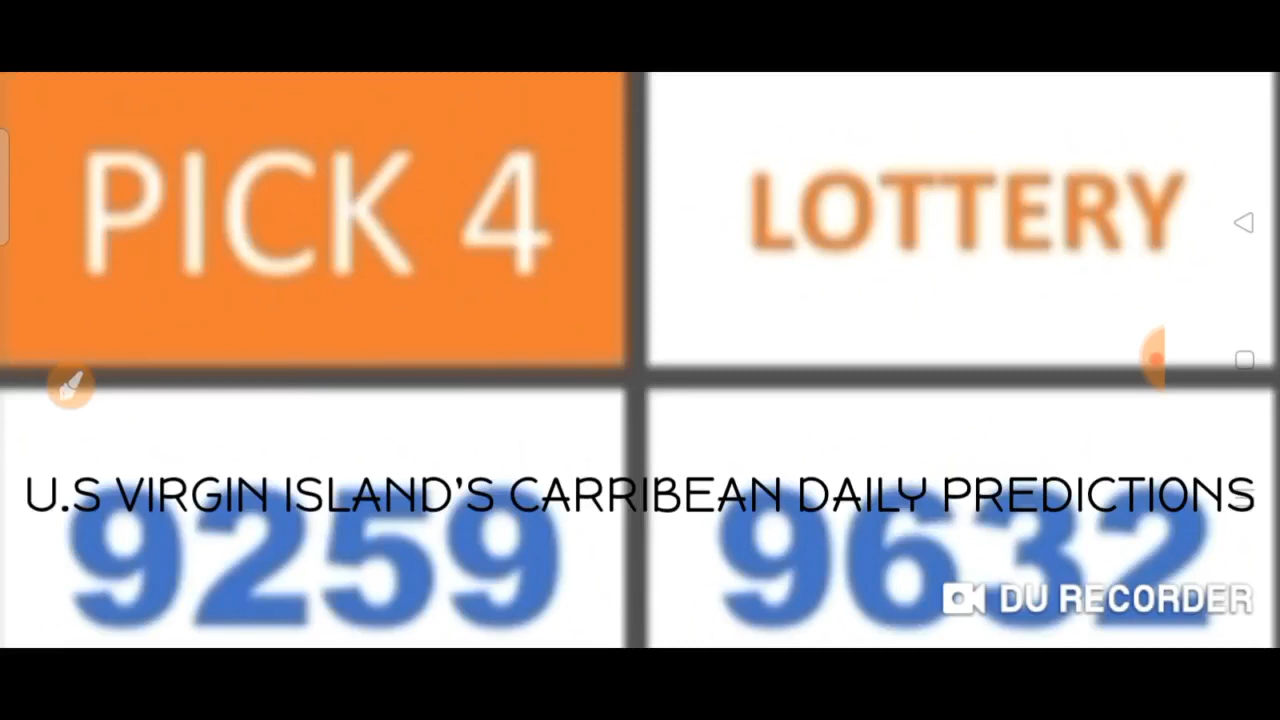 PICK 4
LOTTERY
U.S VIRGIN ISLAND'S CARRIBEAN DAILY PREDICTIONS
9259
9632
DU RECORDER